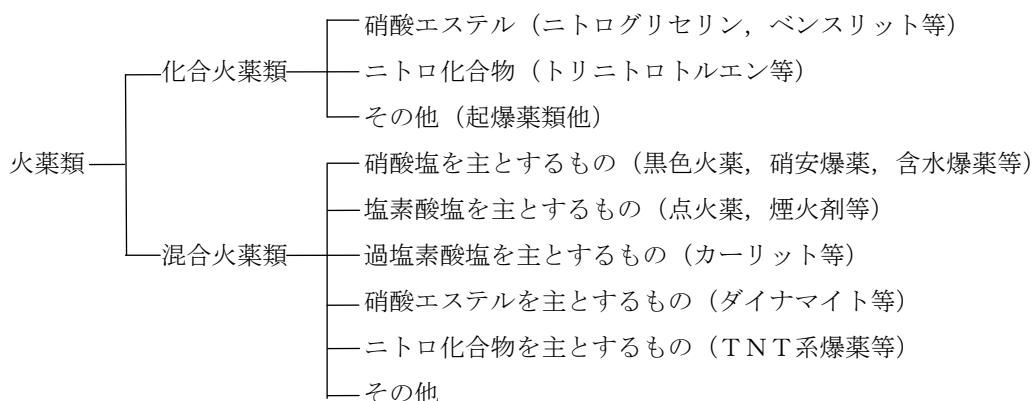 硝酸エステル(ニトログリセリン,ベンスリット等)
化合火薬類
ニトロ化合物(トリニトロトルエン等)
その他(起爆薬類他)
火薬類
硝酸塩を主とするもの(黒色火薬,硝安爆薬,含水爆薬等)
塩素酸塩を主とするもの(点火薬,煙火剤等)
混合火薬類
過塩素酸塩を主とするもの(カーリット等)
硝酸エステルを主とするもの(ダイナマイト等)
ニトロ化合物を主とするもの(TNT系爆薬等)
その他